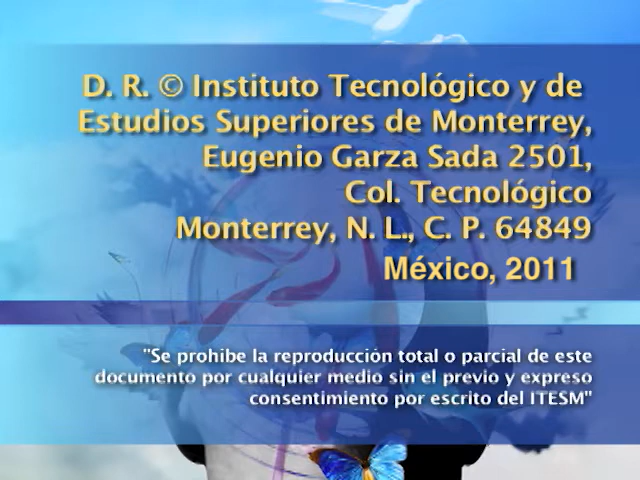 D. R. © Instituto Tecnológico y de
Estudios Superiores de Monterrey,
Eugenio Garza Sada 2501,
Col. Tecnológico
Monterrey, N. L., C. P. 64849
México, 2011
"Se prohibe la reproducción total o parcial de este
documento por cualquier medio sin el previo y expreso
consentimiento por escrito del ITESM"